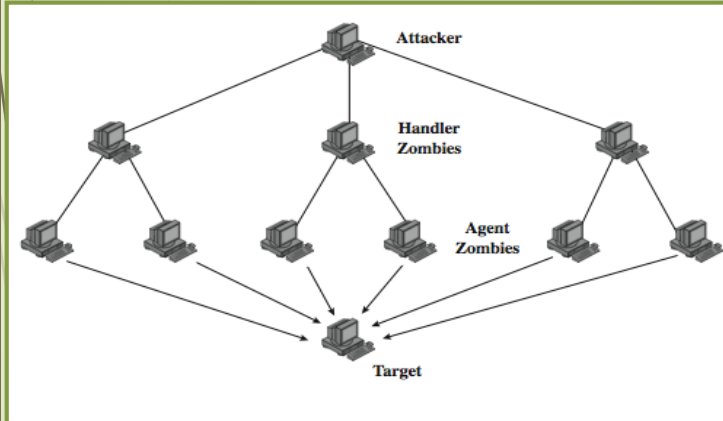 Attacker
Handler
Zombies
Agent
Zombies
Target